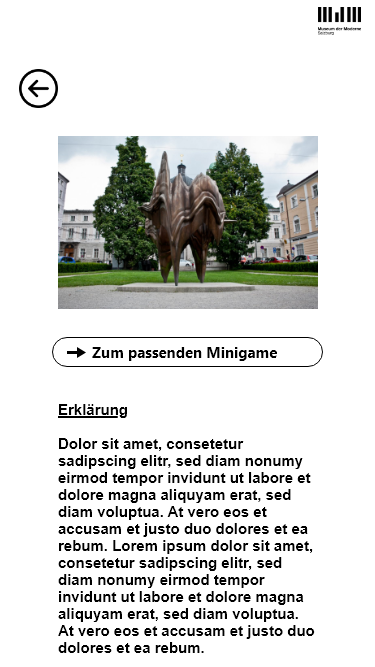 Museum der Moderne
Salzburg
Zum passenden Minigame
Erklärung
Dolor sit amet, consetetur
sadipscing elitr, sed diam nonumy
eirmod tempor invidunt ut labore et
dolore magna aliquyam erat, sed
diam voluptua. At vero eos et
accusam et justo duo dolores et ea
rebum. Lorem ipsum dolor sit amet,
consetetur sadipscing elitr, sed
diam nonumy eirmod tempor
invidunt ut labore et dolore magna
aliquyam erat, sed diam voluptua.
At vero eos et accusam et justo duo
dolores et ea rebum.